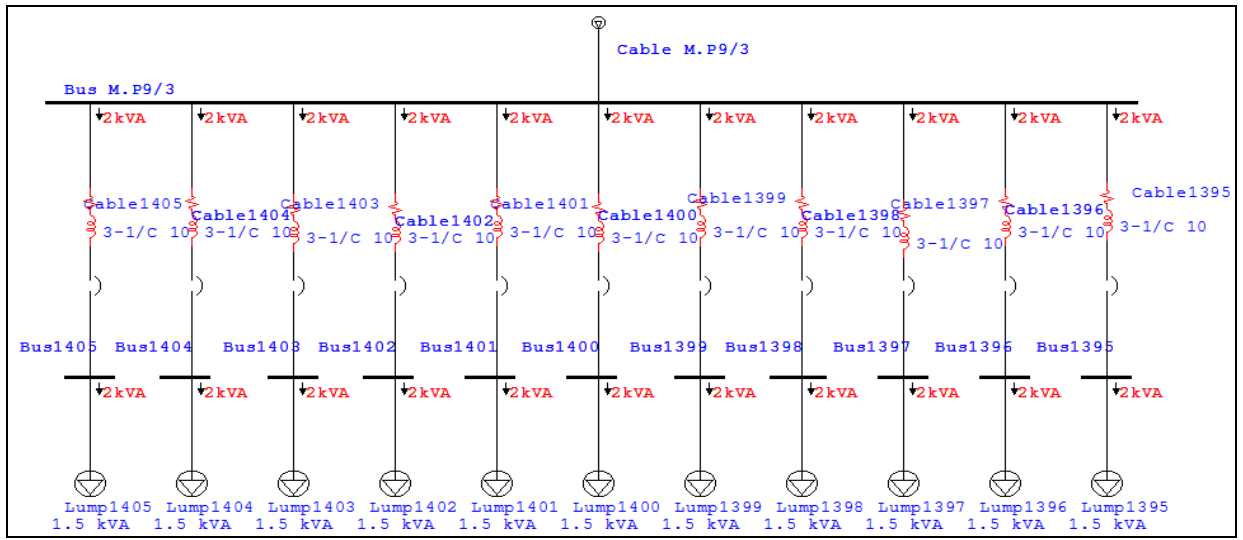 Cable M.P9/3
Bus M.P9/3
2kVA 2kVA 2kVA 2kVA 2kVA 2kVA 2kVA 2kVA 2kVA 2kVA 2kVA
Cable1405 Cable1404 Cable1403 Cable1402 Cable1401 Cable1400 Cable1399 Cable1398 Cable1397 Cable1396 Cable1395
3-1/C 10 3-1/C 10 3-1/C 10 3-1/C 10 3-1/C 10 3-1/C 10 3-1/C 10 3-1/C 10 3-1/C 10 3-1/C 10 3-1/C 10
Bus1405 Bus1404 Bus1403 Bus1402 Bus1401 Bus1400 Bus1399 Bus1398 Bus1397 Bus1396 Bus1395
2kVA 2kVA 2kVA 2kVA 2kVA 2kVA 2kVA 2kVA 2kVA 2kVA 2kVA
Lump1405 Lump1404 Lump1403 Lump1402 Lump1401 Lump1400 Lump1399 Lump1398 Lump1397 Lump1396 Lump1395
1.5 kVA 1.5 kVA 1.5 kVA 1.5 kVA 1.5 kVA 1.5 kVA 1.5 kVA 1.5 kVA 1.5 kVA 1.5 kVA 1.5 kVA